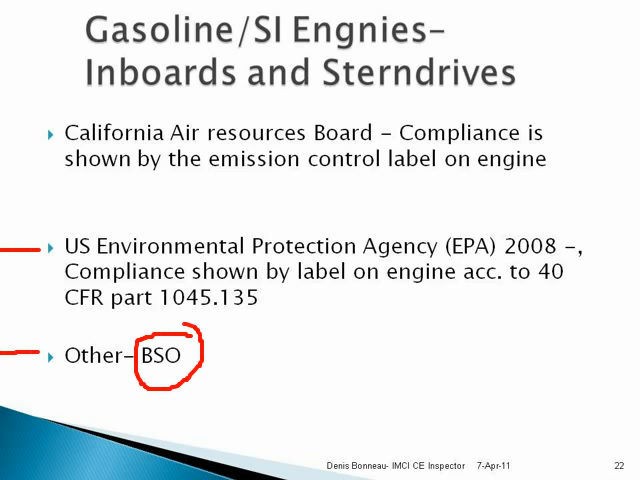 Gasoline/SI Engnies-
Inboards and Sterndrives
California Air resources Board - Compliance is
shown by the emission control label on engine
US Environmental Protection Agency (EPA) 2008 -,
Compliance shown by label on engine acc. to 40
CFR part 1045.135
Other- BSO
Denis Bonneau- IMCI CE Inspector 7-Apr-11 22